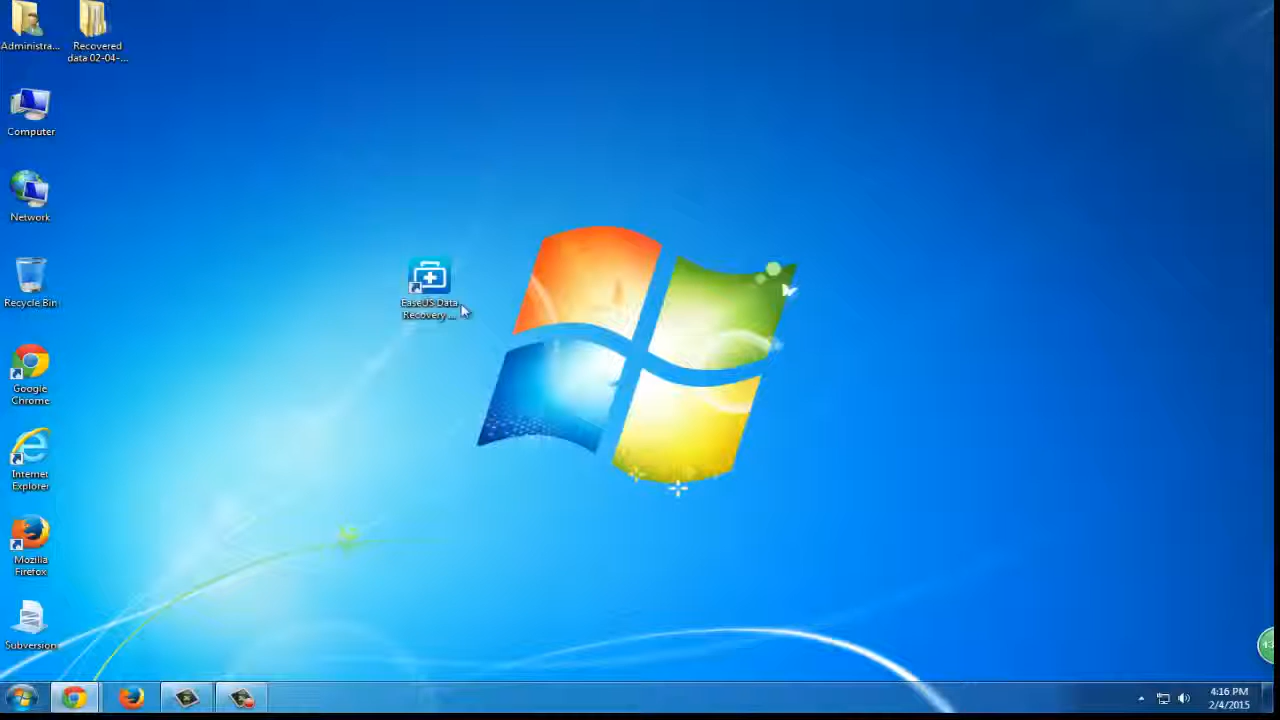 Administra...
Recovered
data 02-04-...
Computer
Network
Recycle Bin
Google
Chrome
Internet
Explorer
Mozilla
Firefox
Subversion
EaseUS Data
Recovery ...
4:16 PM
2/4/2015